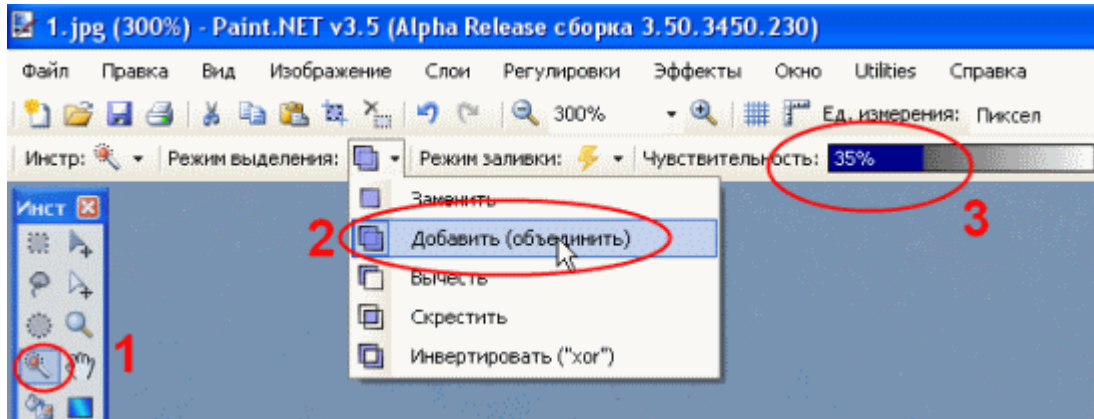 1.jpg (300%) - Paint.NET v3.5 (Alpha Release сборка 3.50.3450.230)
Файл Правка Вид Изображение Слои Регулировки Эффекты Окно Utilities Справка
300% Ед. измерения: Пиксел
Инстр: Режим выделения: Режим заливки: Чувствительность: 35%
Инст
Заменить
2 Добавить (объединить)
3
Вычесть
Скрестить
1 Инвертировать ("xor")